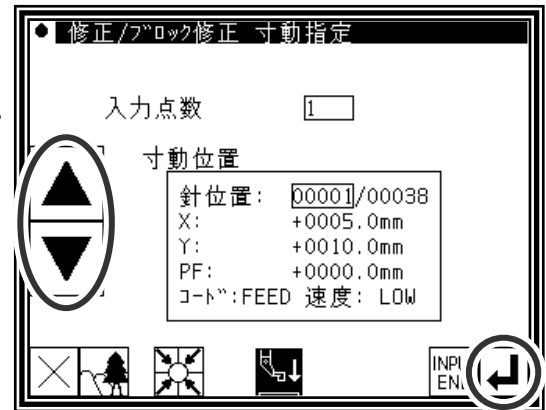 修正/ブロック修正 寸動指定
入力点数 1
寸動位置
針位置: 00001/00038
X: +0005.0mm
Y: +0010.0mm
PF: +0000.0mm
コード:FEED 速度: LOW